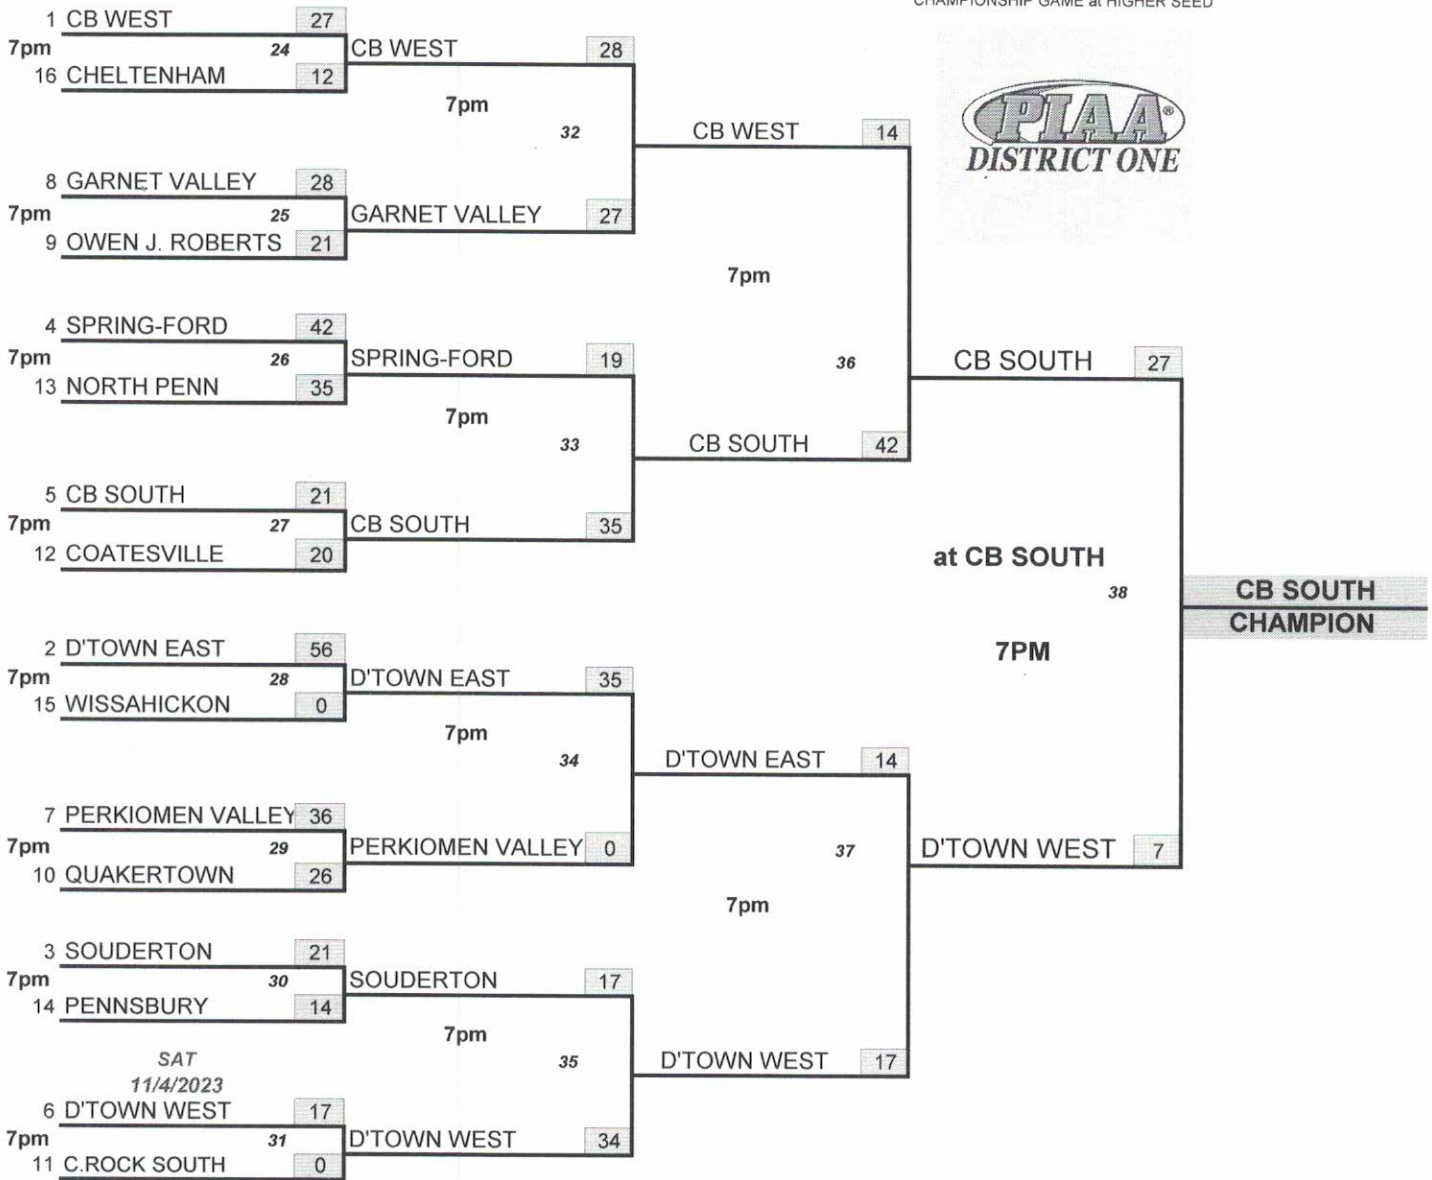 CHAMPIONSHIP GAME at HIGHER SEED
PIAA®
DISTRICT ONE
1 CB WEST 27
7pm 24
16 CHELTENHAM 12
CB WEST 28
7pm
32
8 GARNET VALLEY 28
7pm 25
9 OWEN J. ROBERTS 21
GARNET VALLEY 27
CB WEST 14
7pm
36
4 SPRING-FORD 42
7pm 26
13 NORTH PENN 35
SPRING-FORD 19
7pm
33
5 CB SOUTH 21
7pm 27
12 COATESVILLE 20
CB SOUTH 35
CB SOUTH 42
CB SOUTH 27
at CB SOUTH
38
7PM
CB SOUTH
CHAMPION
2 D'TOWN EAST 56
7pm 28
15 WISSAHICKON 0
D'TOWN EAST 35
7pm
34
7 PERKIOMEN VALLEY 36
7pm 29
10 QUAKERTOWN 26
PERKIOMEN VALLEY 0
D'TOWN EAST 14
37
7pm
D'TOWN WEST 7
3 SOUDERTON 21
7pm 30
14 PENNSBURY 14
SOUDERTON 17
7pm
35
SAT
11/4/2023
6 D'TOWN WEST 17
7pm 31
11 C.ROCK SOUTH 0
D'TOWN WEST 34
D'TOWN WEST 17